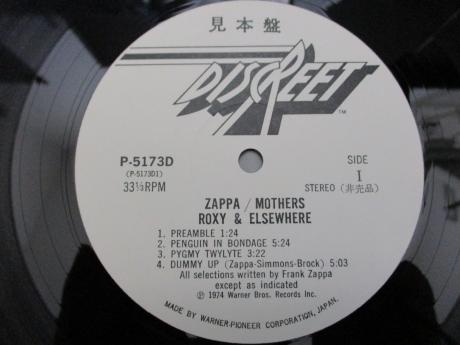 見本盤
DISCREET
TM
P-5173D
(P-5173D1)
33⅓RPM
SIDE
I
STEREO (非売品)
ZAPPA / MOTHERS
ROXY & ELSEWHERE
1. PREAMBLE 1:24
2. PENGUIN IN BONDAGE 5:24
3. PYGMY TWYLYTE 3:22
4. DUMMY UP (Zappa-Simmons-Brock) 5:03
All selections written by Frank Zappa
except as indicated
Ⓟ 1974 Warner Bros. Records Inc.
MADE BY WARNER-PIONEER CORPORATION, JAPAN.